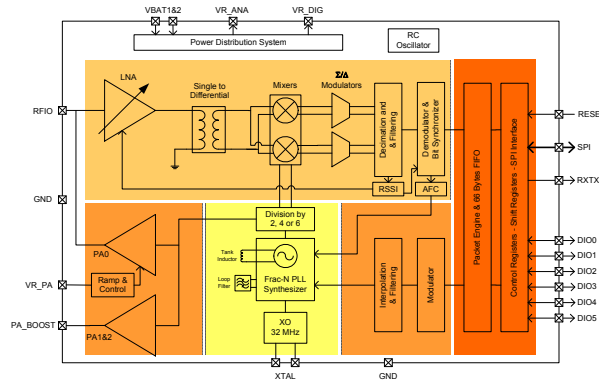 VBAT1&2
VR_ANA
VR_DIG
Power Distribution System
RC
Oscillator
LNA
Single to
Differential
Mixers
Σ/Δ
Modulators
RFIO
Decimation and
& Filtering
Demodulator &
Bit Synchronizer
RSSI
AFC
Packet Engine & 66 Bytes FIFO
Control Registers - Shift Registers - SPI Interface
RESE
SPI
RXTX
GND
Division by
2, 4 or 6
PA0
Tank
Inductor
Loop
Filter
Frac-N PLL
Synthesizer
Interpolation
& Filtering
Modulator
VR_PA
Ramp &
Control
PA_BOOST
PA1&2
XO
32 MHz
XTAL
GND
DIO0
DIO1
DIO2
DIO3
DIO4
DIO5